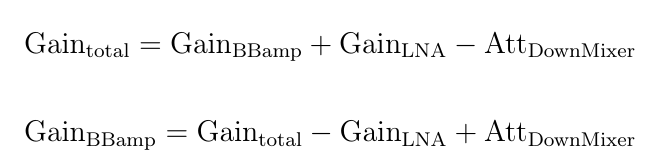 Gain_total = Gain_BBamp + Gain_LNA − Att_DownMixer
Gain_BBamp = Gain_total − Gain_LNA + Att_DownMixer